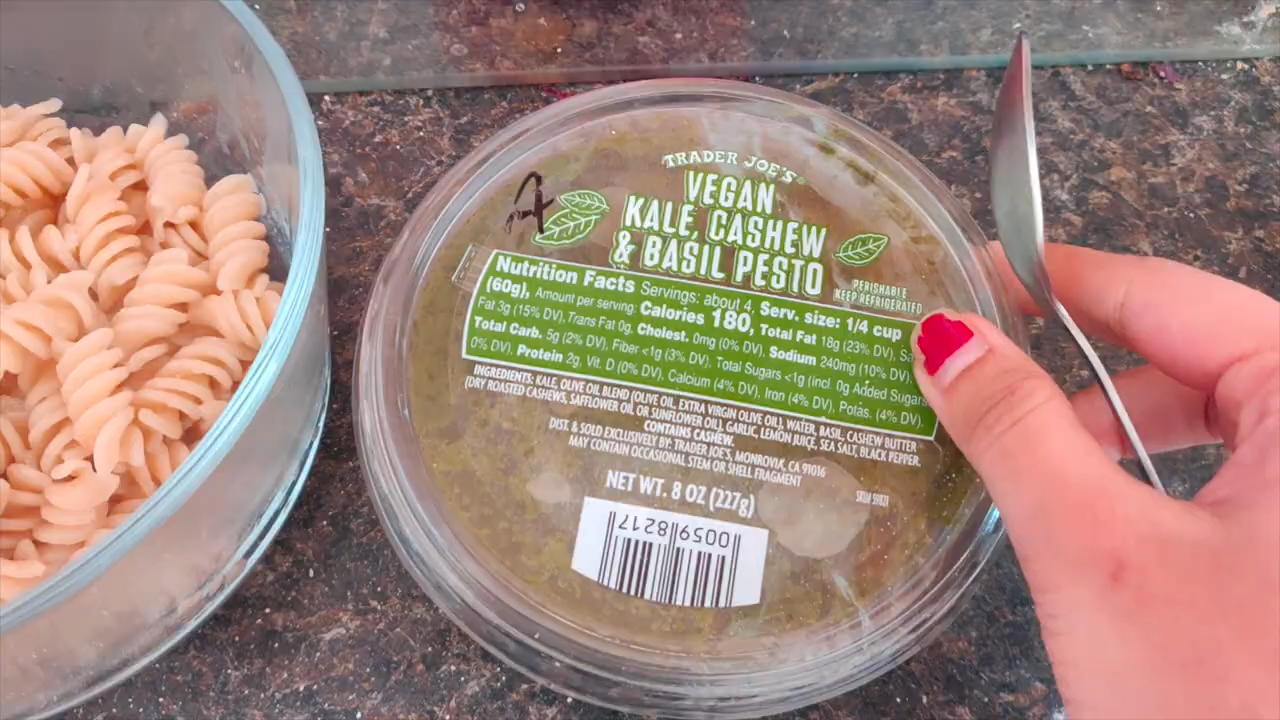 TRADER JOE'S
VEGAN
KALE, CASHEW
& BASIL PESTO
A
PERISHABLE
KEEP REFRIGERATED
Nutrition Facts Servings: about 4, Serv. size: 1/4 cup
(60g), Amount per serving: Calories 180, Total Fat 18g (23% DV), Sa
Fat 3g (15% DV), Trans Fat 0g, Cholest. 0mg (0% DV), Sodium 240mg (10% DV),
Total Carb. 5g (2% DV), Fiber <1g (3% DV), Total Sugars <1g (incl. 0g Added Sugars
0% DV), Protein 2g, Vit. D (0% DV), Calcium (4% DV), Iron (4% DV), Potas. (4% DV).
INGREDIENTS: KALE, OLIVE OIL BLEND (OLIVE OIL, EXTRA VIRGIN OLIVE OIL), WATER, BASIL, CASHEW BUTTER
(DRY ROASTED CASHEWS, SAFFLOWER OIL OR SUNFLOWER OIL), GARLIC, LEMON JUICE, SEA SALT, BLACK PEPPER.
CONTAINS CASHEW.
DIST. & SOLD EXCLUSIVELY BY: TRADER JOE'S, MONROVIA, CA 91016
MAY CONTAIN OCCASIONAL STEM OR SHELL FRAGMENT
NET WT. 8 OZ (227g)
SKU# 59821
0059 8217